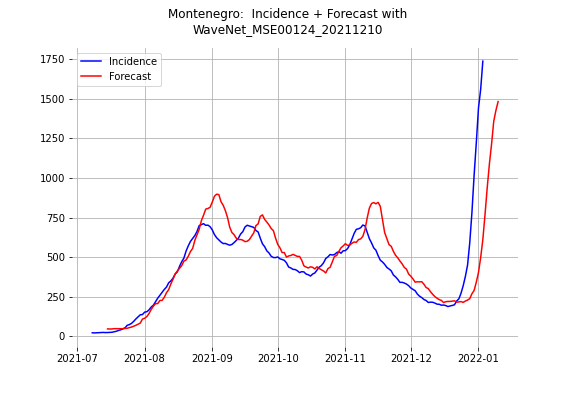 Montenegro:  Incidence + Forecast with
WaveNet_MSE00124_20211210
Incidence
Forecast
1750
1500
1250
1000
750
500
250
0
2021-07 2021-08 2021-09 2021-10 2021-11 2021-12 2022-01